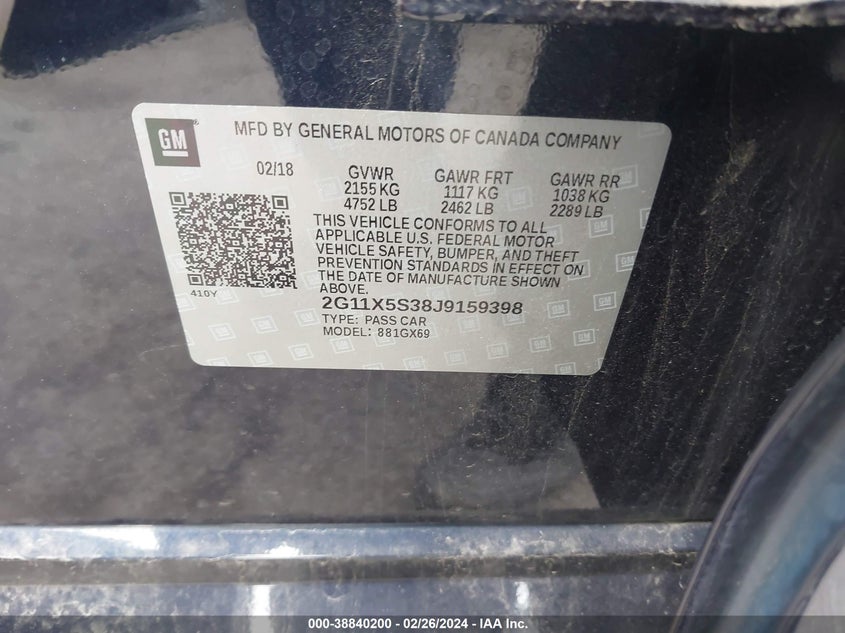 GM
MFD BY GENERAL MOTORS OF CANADA COMPANY
02/18 GVWR GAWR FRT GAWR RR
2155 KG 1117 KG 1038 KG
4752 LB 2462 LB 2289 LB
THIS VEHICLE CONFORMS TO ALL
APPLICABLE U.S. FEDERAL MOTOR
VEHICLE SAFETY, BUMPER, AND THEFT
PREVENTION STANDARDS IN EFFECT ON
THE DATE OF MANUFACTURE SHOWN
ABOVE.
410Y
2G11X5S38J9159398
TYPE: PASS CAR
MODEL: 881GX69
000-38840200 - 02/26/2024 - IAA Inc.